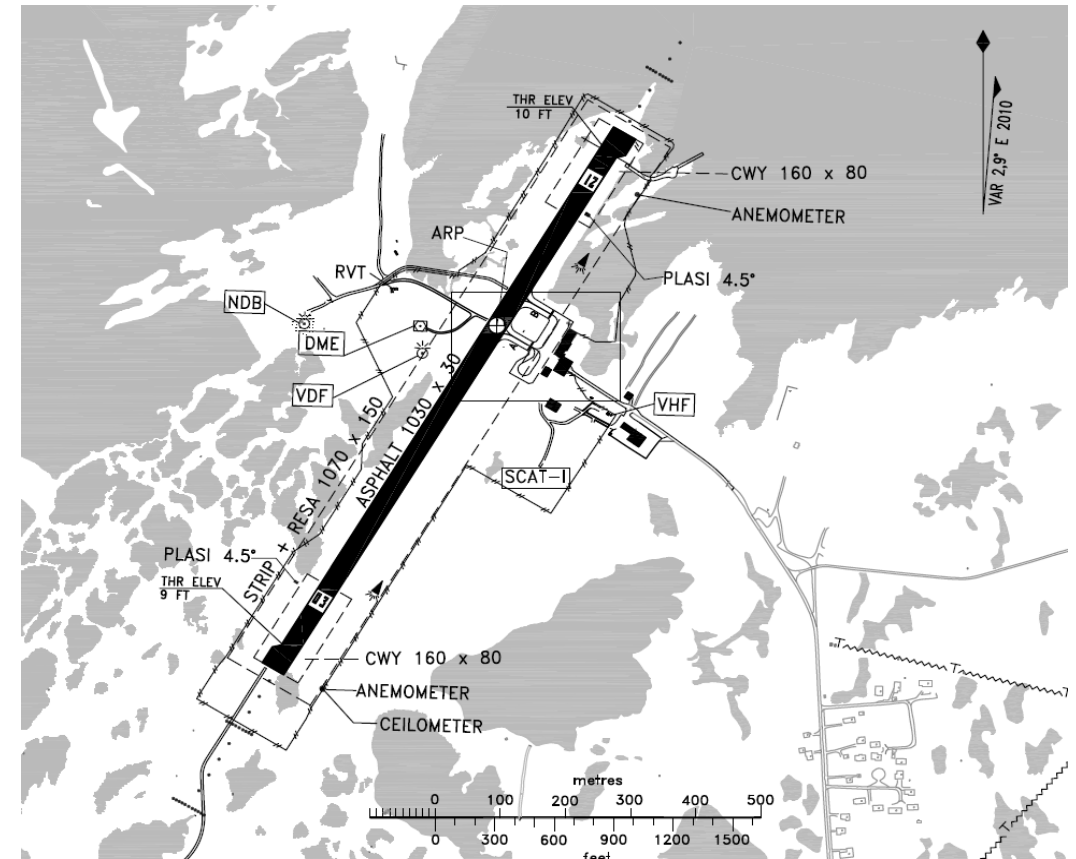 THR ELEV
10 FT
VAR 2,9° E 2010
CWY 160 x 80
ANEMOMETER
ARP
PLASI 4.5°
RVT
NDB
DME
B
A
VDF
VHF
ASPHALT 1030 x 30
STRIP + RESA 1070 x 150
SCAT-I
PLASI 4.5°
THR ELEV
9 FT
CWY 160 x 80
ANEMOMETER
CEILOMETER
T
T
T
T
metres
0 100 200 300 400 500
0 300 600 900 1200 1500
feet